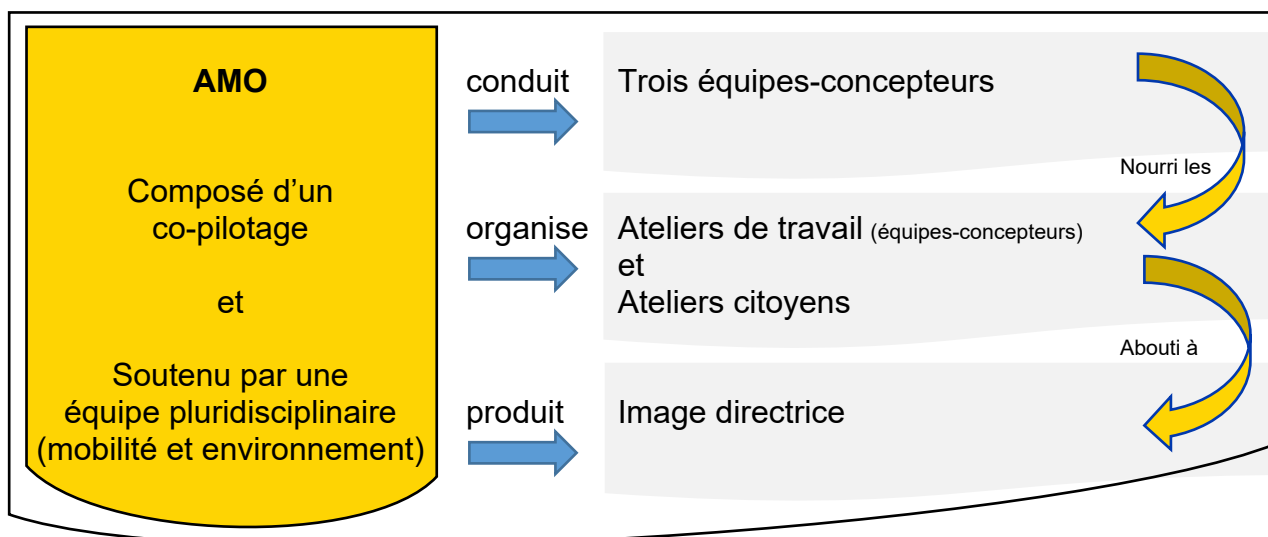 AMO
Composé d’un
co-pilotage
et
Soutenu par une
équipe pluridisciplinaire
(mobilité et environnement)
conduit
Trois équipes-concepteurs
Nourri les
organise
Ateliers de travail (équipes-concepteurs)
et
Ateliers citoyens
Abouti à
produit
Image directrice